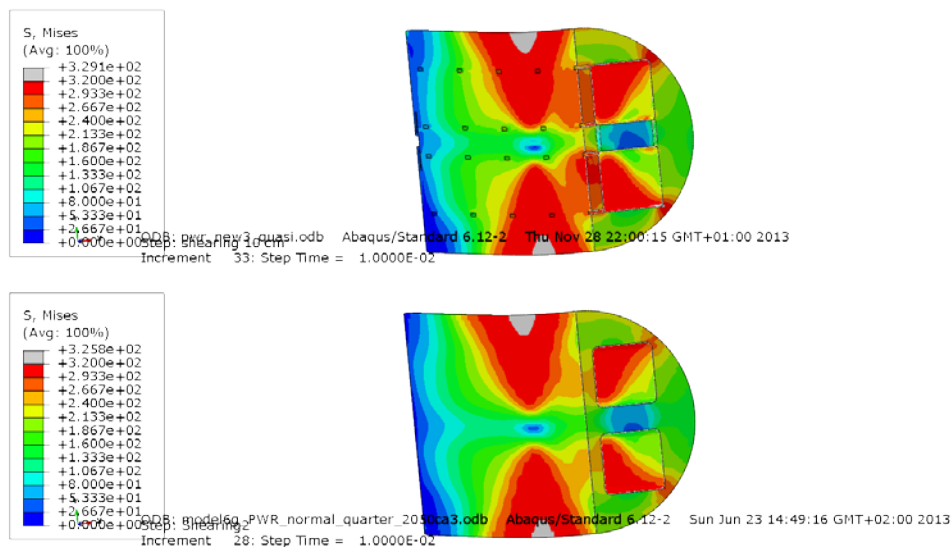 S, Mises
(Avg: 100%)
+3.291e+02
+3.200e+02
+2.933e+02
+2.667e+02
+2.400e+02
+2.133e+02
+1.867e+02
+1.600e+02
+1.333e+02
+1.067e+02
+8.000e+01
+5.333e+01
+2.667e+01
+0.000e+00
ODB: pwr_new3_quasi.odb Abaqus/Standard 6.12-2 Thu Nov 28 22:00:15 GMT+01:00 2013
Step: Shearing 10 cm
Increment 33: Step Time = 1.0000E-02
S, Mises
(Avg: 100%)
+3.258e+02
+3.200e+02
+2.933e+02
+2.667e+02
+2.400e+02
+2.133e+02
+1.867e+02
+1.600e+02
+1.333e+02
+1.067e+02
+8.000e+01
+5.333e+01
+2.667e+01
+0.000e+00
ODB: PWR_normal_quarter Abaqus/Standard 6.12-2 Sun Jun 23 14:49:16 GMT+02:00 2013
Step: Shearing2
Increment 28: Step Time = 1.0000E-02